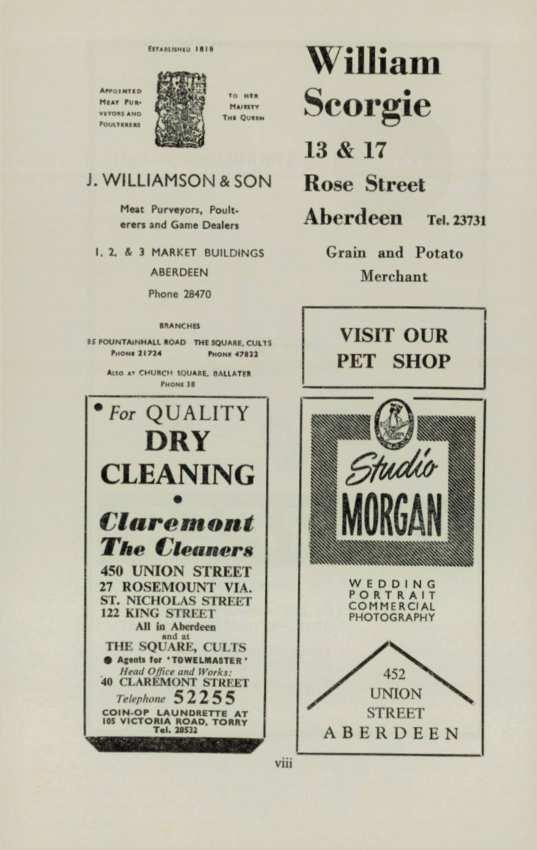 ESTABLISHED 1818
APPOINTED
MEAT PUR-
VEYORS AND
POULTERERS
TO HER
MAJESTY
THE QUEEN
J. WILLIAMSON & SON
Meat Purveyors, Poult-
erers and Game Dealers
1, 2, & 3 MARKET BUILDINGS
ABERDEEN
Phone 28470
BRANCHES
85 FOUNTAINHALL ROAD THE SQUARE, CULTS
PHONE 21724 PHONE 47822
ALSO AT CHURCH SQUARE, BALLATER
PHONE 38
William
Scorgie
13 & 17
Rose Street
Aberdeen Tel. 23731
Grain and Potato
Merchant
VISIT OUR
PET SHOP
• For QUALITY
DRY
CLEANING
•
Claremont
The Cleaners
450 UNION STREET
27 ROSEMOUNT VIA.
ST. NICHOLAS STREET
122 KING STREET
All in Aberdeen
and at
THE SQUARE, CULTS
• Agents for 'TOWELMASTER'
Head Office and Works:
40 CLAREMONT STREET
Telephone 52255
COIN-OP LAUNDRETTE AT
105 VICTORIA ROAD, TORRY
Tel. 28532
Studio
MORGAN
WEDDING
PORTRAIT
COMMERCIAL
PHOTOGRAPHY
452
UNION
STREET
ABERDEEN
viii